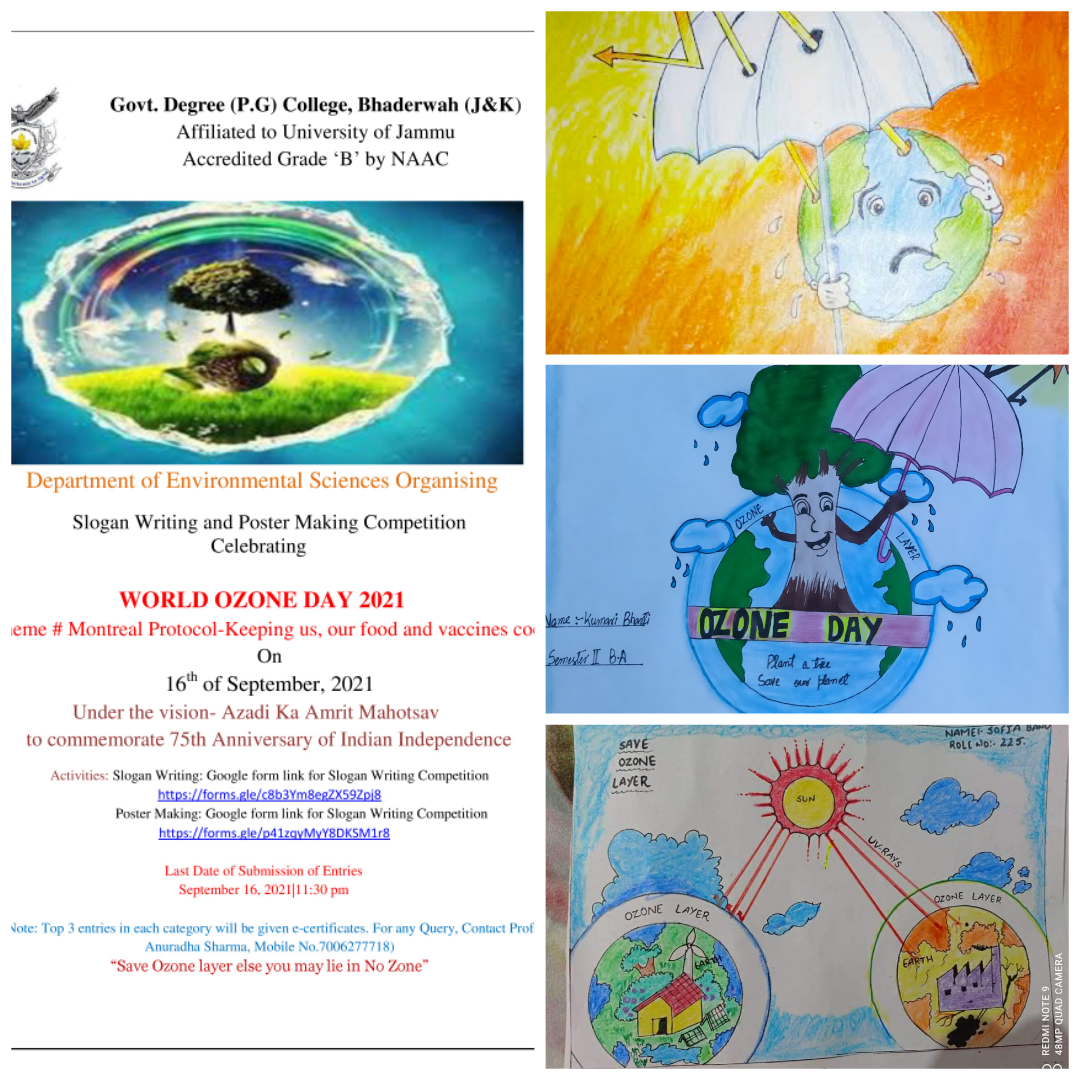 Govt. Degree (P.G) College, Bhaderwah (J&K)
Affiliated to University of Jammu
Accredited Grade ‘B’ by NAAC
Department of Environmental Sciences Organising
Slogan Writing and Poster Making Competition
Celebrating
WORLD OZONE DAY 2021
eme # Montreal Protocol-Keeping us, our food and vaccines coo
On
16th of September, 2021
Under the vision- Azadi Ka Amrit Mahotsav
to commemorate 75th Anniversary of Indian Independence
Activities: Slogan Writing: Google form link for Slogan Writing Competition
https://forms.gle/c8b3Ym8egZX59Zpj8
Poster Making: Google form link for Slogan Writing Competition
https://forms.gle/p41zqyMyY8DKSM1r8
Last Date of Submission of Entries
September 16, 2021|11:30 pm
Note: Top 3 entries in each category will be given e-certificates. For any Query, Contact Prof
Anuradha Sharma, Mobile No.7006277718)
“Save Ozone layer else you may lie in No Zone”
OZONE
LAYER
Name :- Kumari Bharti
Semester II B.A
OZONE DAY
Plant a tree
Save our planet
SAVE
OZONE
LAYER
NAME:- SOFIA BANO
ROLL NO:- 225.
SUN
UV-RAYS
OZONE LAYER
EARTH
OZONE LAYER
EARTH
REDMI NOTE 9
48MP QUAD CAMERA